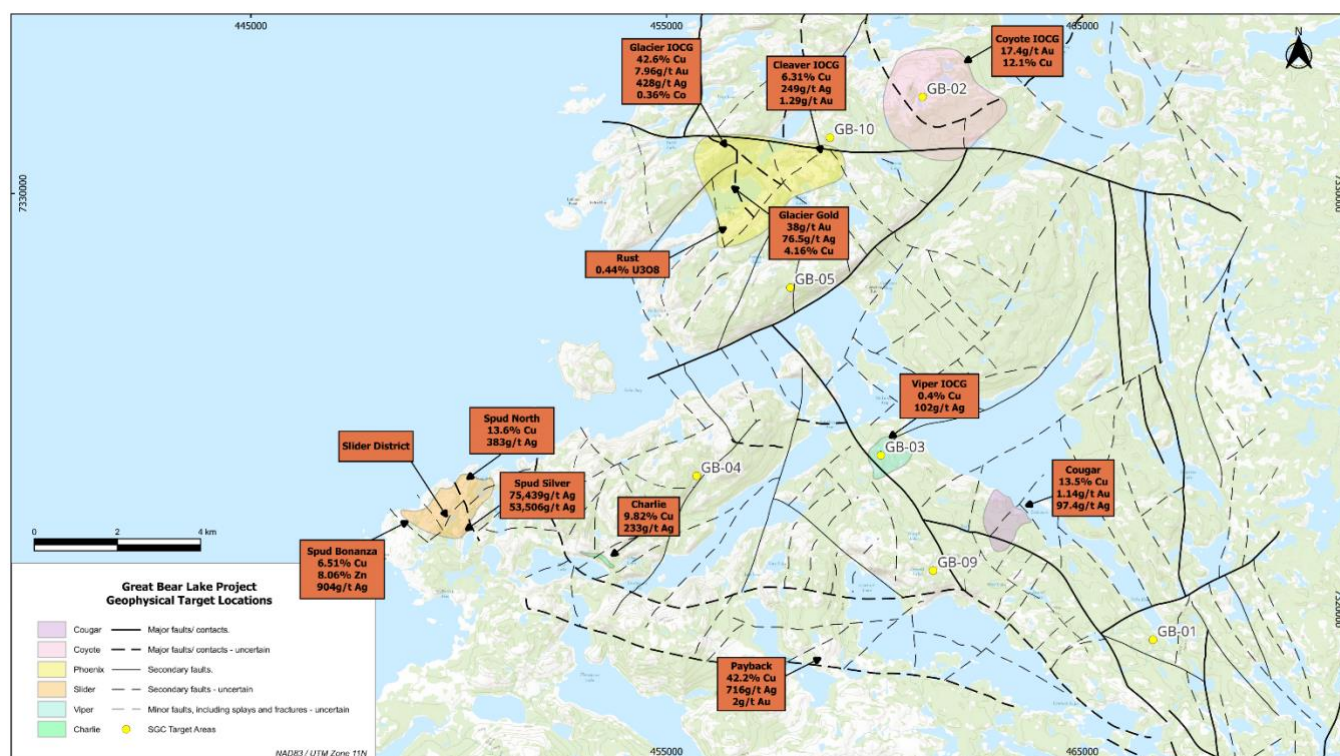 445000
455000
465000
N
Glacier IOCG
42.6% Cu
7.96g/t Au
428g/t Ag
0.36% Co
Cleaver IOCG
6.31% Cu
249g/t Ag
1.29g/t Au
Coyote IOCG
17.4g/t Au
12.1% Cu
GB-02
GB-10
7330000
7330000
Glacier Gold
38g/t Au
76.5g/t Ag
4.16% Cu
Rust
0.44% U3O8
GB-05
Viper IOCG
0.4% Cu
102g/t Ag
Spud North
13.6% Cu
383g/t Ag
Slider District
GB-03
GB-04
Spud Silver
75,439g/t Ag
53,506g/t Ag
Charlie
9.82% Cu
233g/t Ag
Cougar
13.5% Cu
1.14g/t Au
97.4g/t Ag
0 2 4 km
Spud Bonanza
6.51% Cu
8.06% Zn
904g/t Ag
GB-09
GB-01
7320000
Payback
42.2% Cu
716g/t Ag
2g/t Au
Great Bear Lake Project
Geophysical Target Locations
Cougar Major faults/ contacts.
Coyote Major faults/ contacts - uncertain
Phoenix Secondary faults.
Slider Secondary faults - uncertain
Viper Minor faults, including splays and fractures - uncertain
Charlie SGC Target Areas
NAD83 / UTM Zone 11N
455000
465000